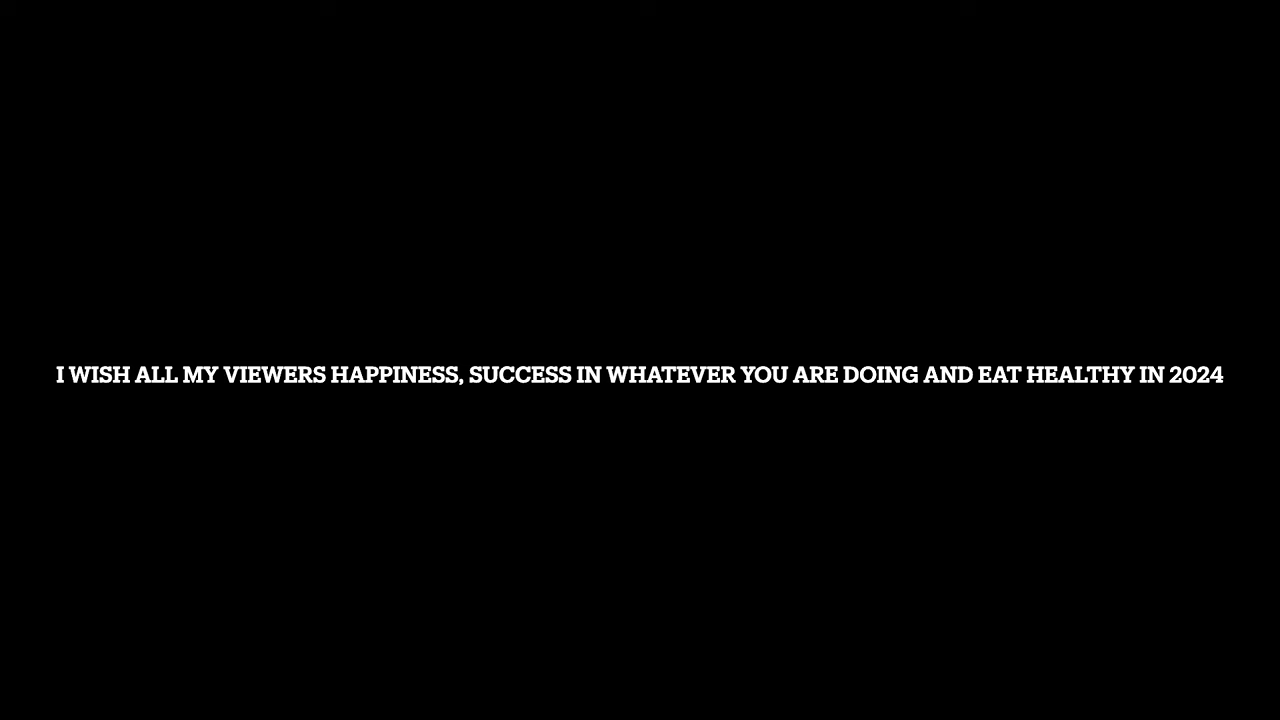 I WISH ALL MY VIEWERS HAPPINESS, SUCCESS IN WHATEVER YOU ARE DOING AND EAT HEALTHY IN 2024